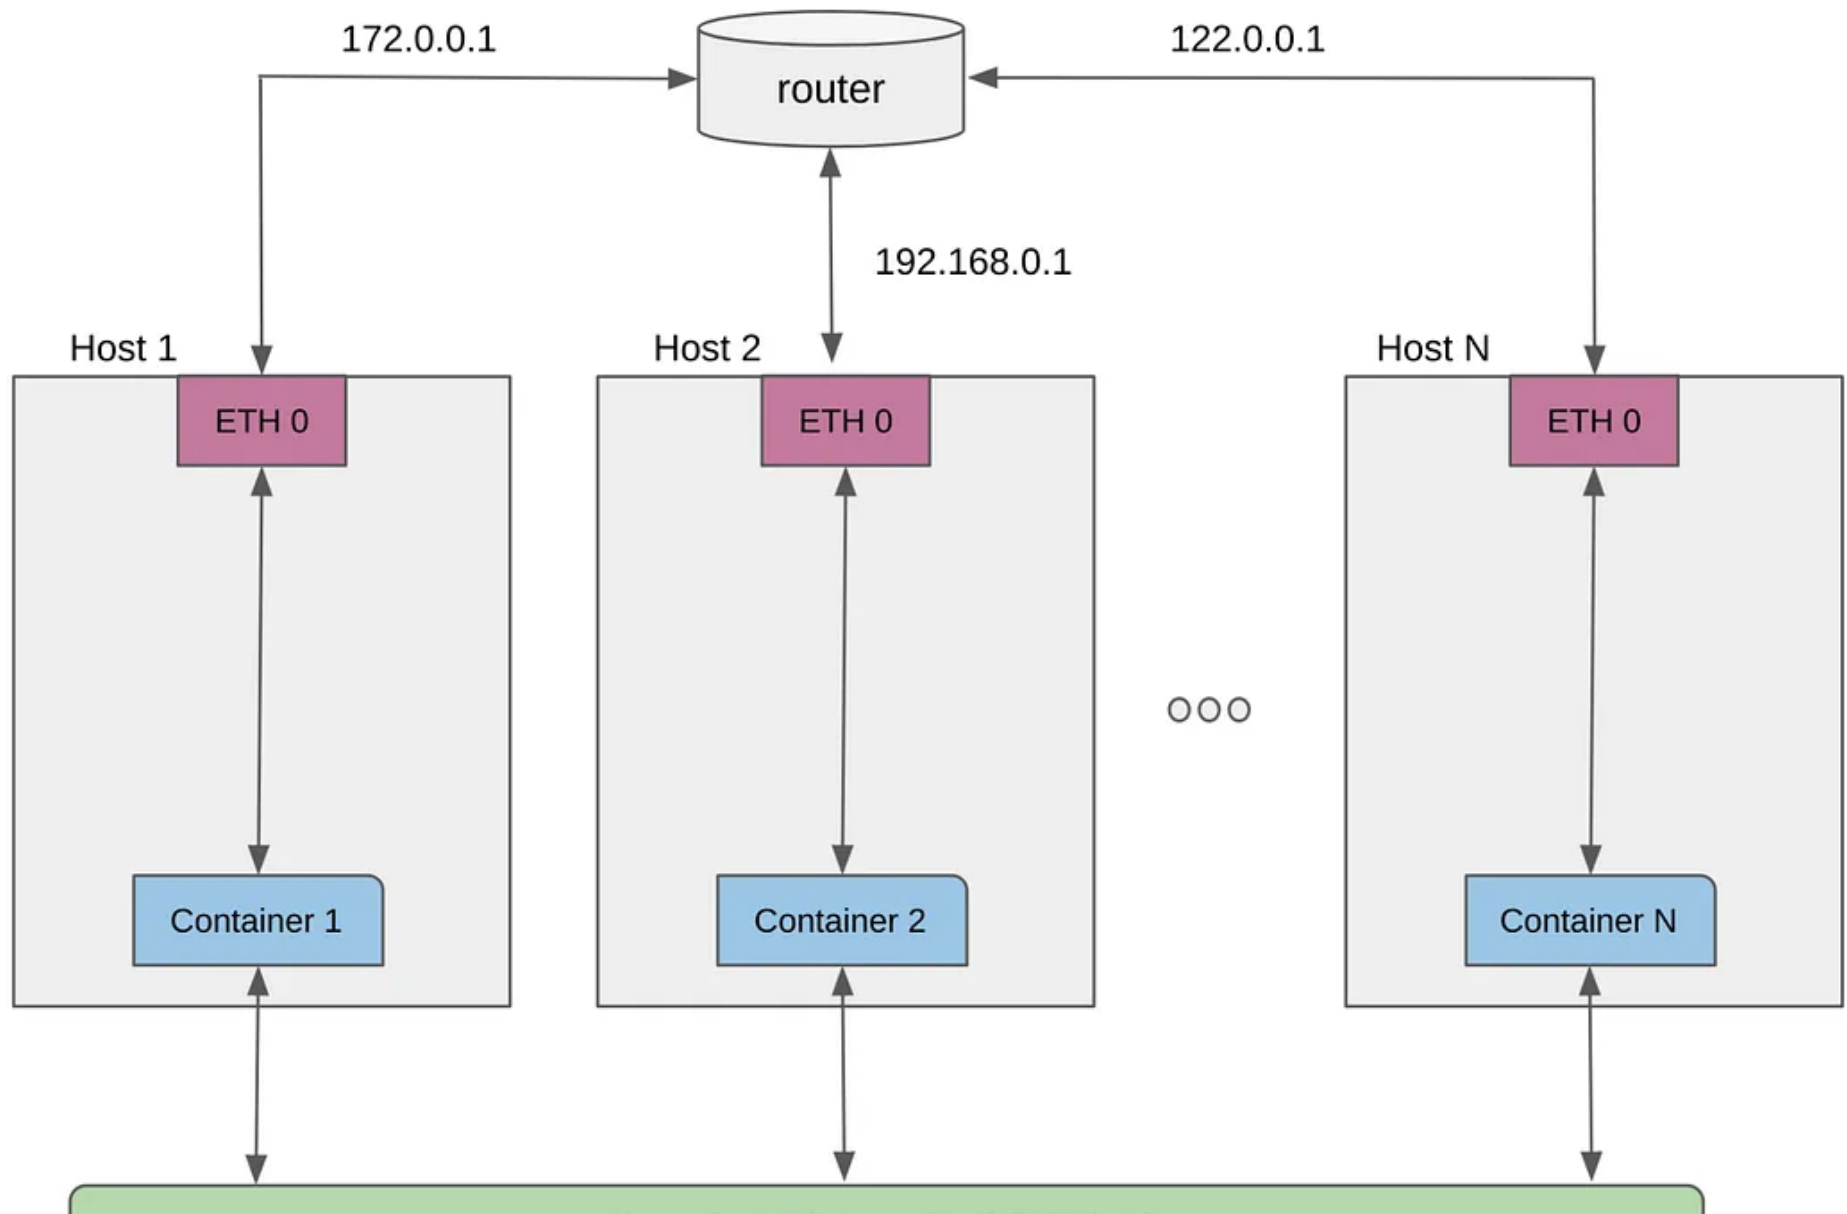 172.0.0.1
122.0.0.1
router
192.168.0.1
Host 1
Host 2
Host N
ETH 0
ETH 0
ETH 0
Container 1
Container 2
Container N